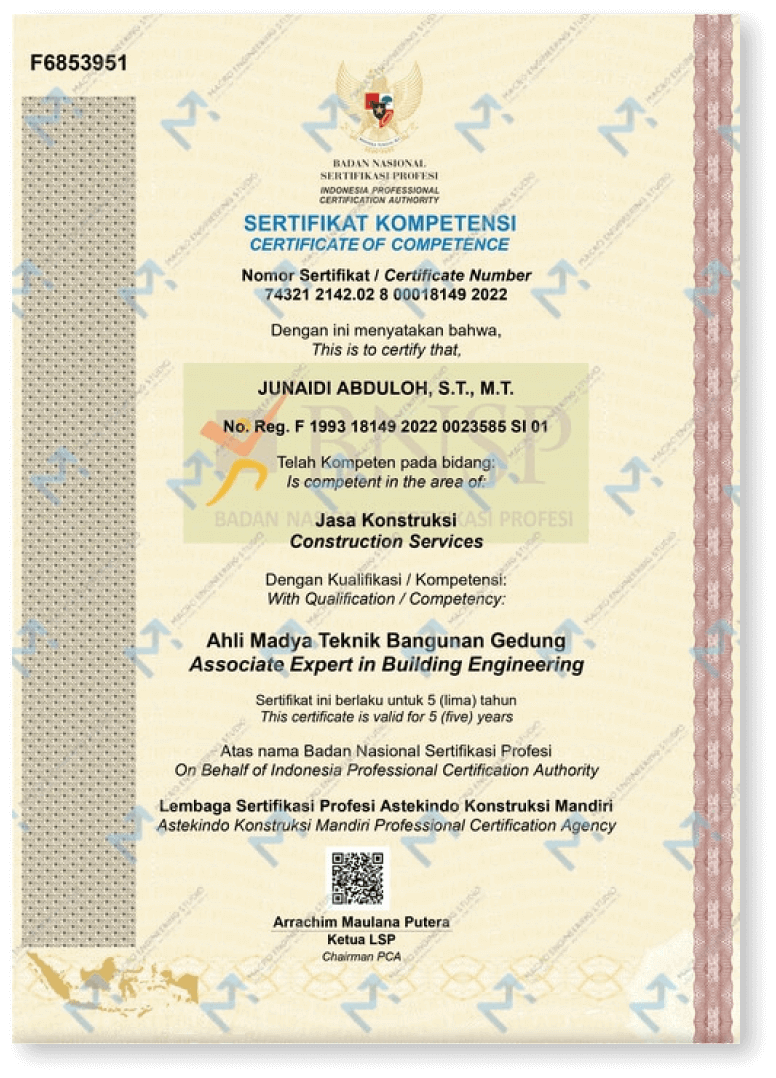 F6853951
BADAN NASIONAL
SERTIFIKASI PROFESI
INDONESIA PROFESSIONAL
CERTIFICATION AUTHORITY
SERTIFIKAT KOMPETENSI
CERTIFICATE OF COMPETENCE
Nomor Sertifikat / Certificate Number
74321 2142.02 8 00018149 2022
Dengan ini menyatakan bahwa,
This is to certify that,
JUNAIDI ABDULOH, S.T., M.T.
No. Reg. F 1993 18149 2022 0023585 SI 01
BNSP
Telah Kompeten pada bidang:
Is competent in the area of:
BADAN NASIONAL SERTIFIKASI PROFESI
Jasa Konstruksi
Construction Services
Dengan Kualifikasi / Kompetensi:
With Qualification / Competency:
Ahli Madya Teknik Bangunan Gedung
Associate Expert in Building Engineering
Sertifikat ini berlaku untuk 5 (lima) tahun
This certificate is valid for 5 (five) years
Atas nama Badan Nasional Sertifikasi Profesi
On Behalf of Indonesia Professional Certification Authority
Lembaga Sertifikasi Profesi Astekindo Konstruksi Mandiri
Astekindo Konstruksi Mandiri Professional Certification Agency
Arrachim Maulana Putera
Ketua LSP
Chairman PCA
MACRO ENGINEERING STUDIO